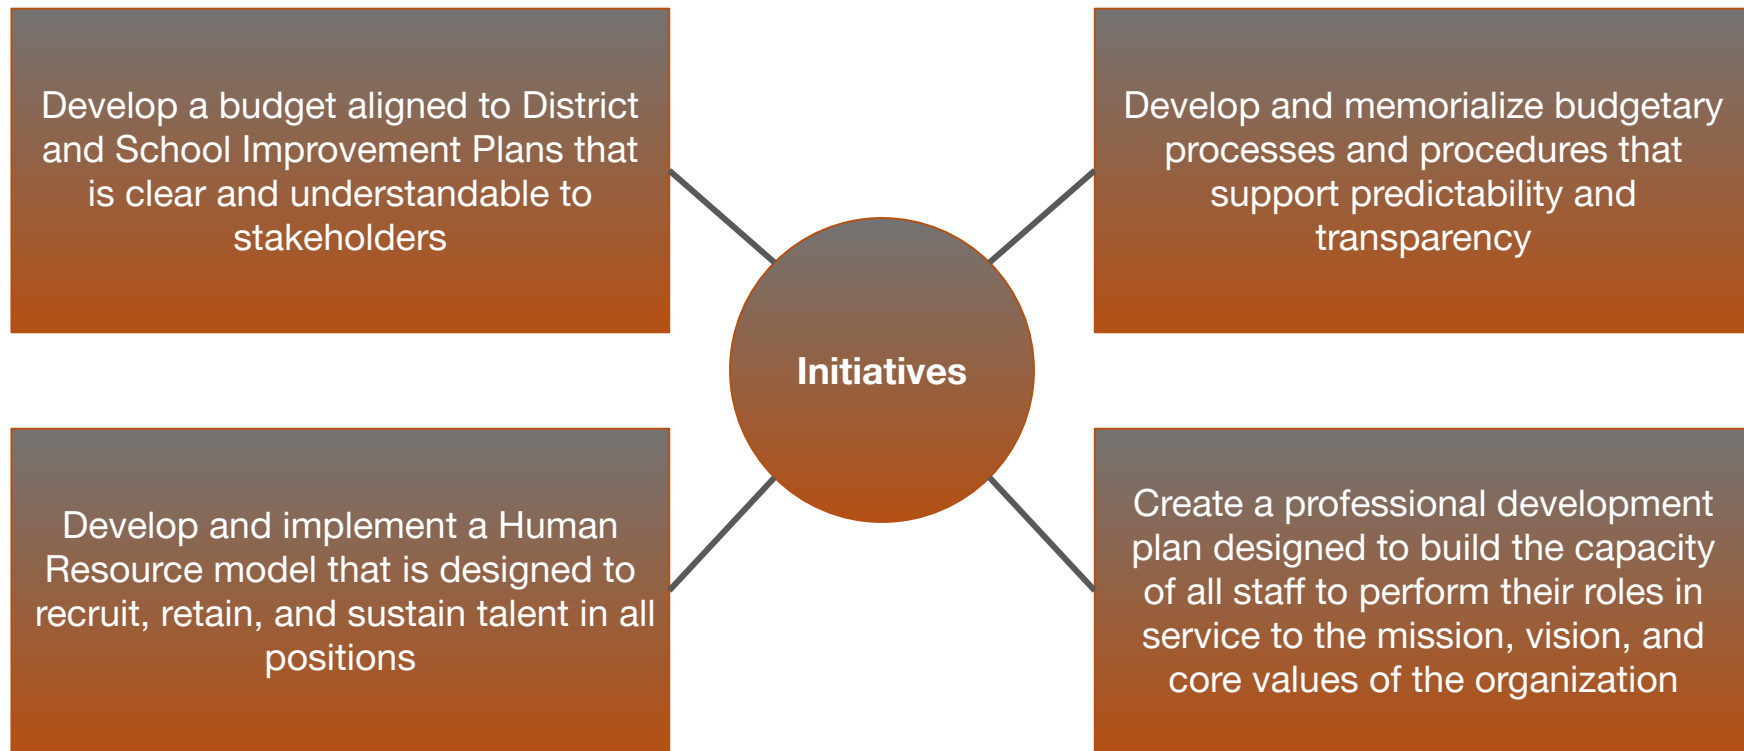 Develop a budget aligned to District
and School Improvement Plans that
is clear and understandable to
stakeholders
Develop and memorialize budgetary
processes and procedures that
support predictability and
transparency
Initiatives
Develop and implement a Human
Resource model that is designed to
recruit, retain, and sustain talent in all
positions
Create a professional development
plan designed to build the capacity
of all staff to perform their roles in
service to the mission, vision, and
core values of the organization